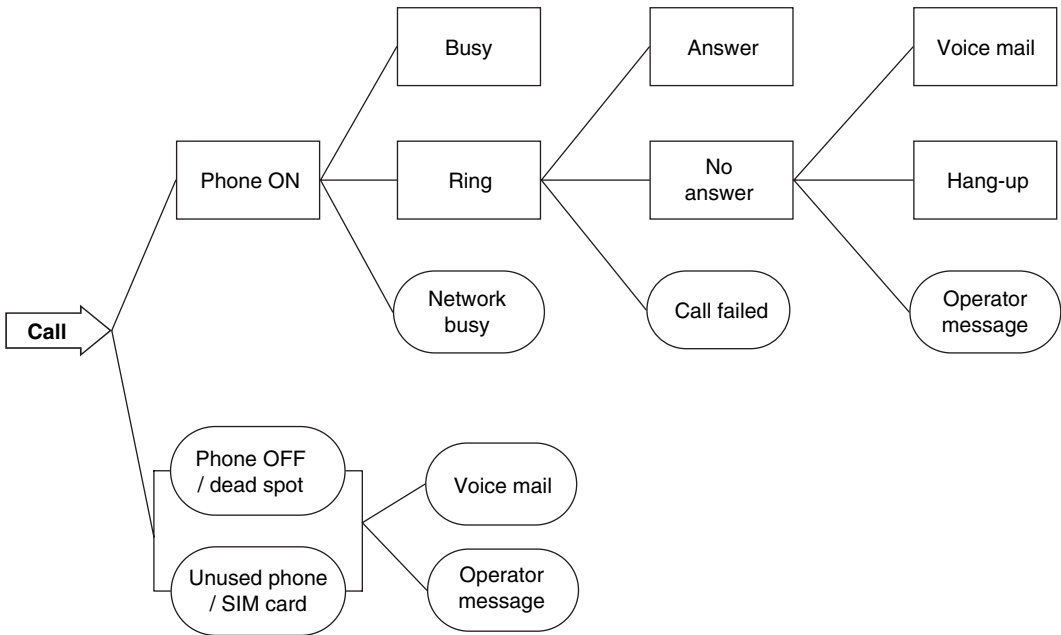 Busy
Answer
Voice mail
Phone ON
Ring
No
answer
Hang-up
Network
busy
Call failed
Operator
message
Call
Phone OFF
/ dead spot
Voice mail
Unused phone
/ SIM card
Operator
message